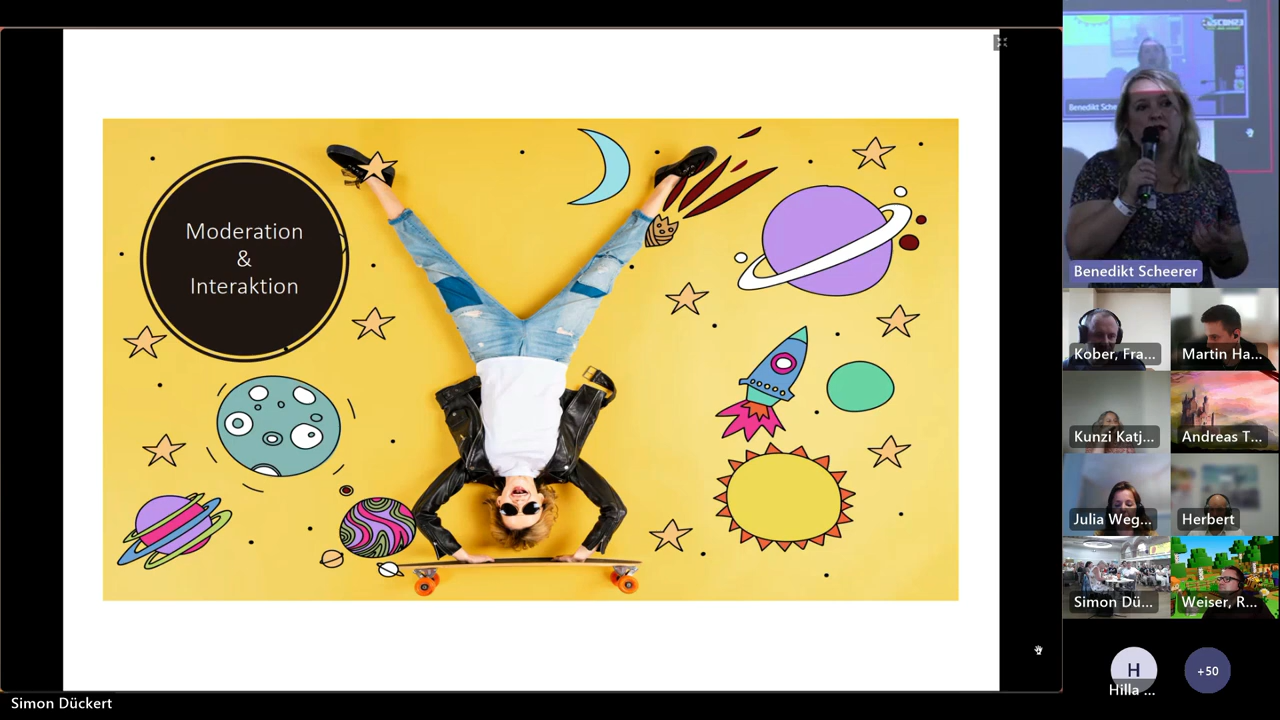 Moderation
&
Interaktion
Benedikt Scheerer
Kober, Fra...
Martin Ha...
Kunzi Katj...
Andreas T...
Julia Weg...
Herbert
Simon Dü...
Weiser, R...
H
Hilla ...
+50
Simon Dückert